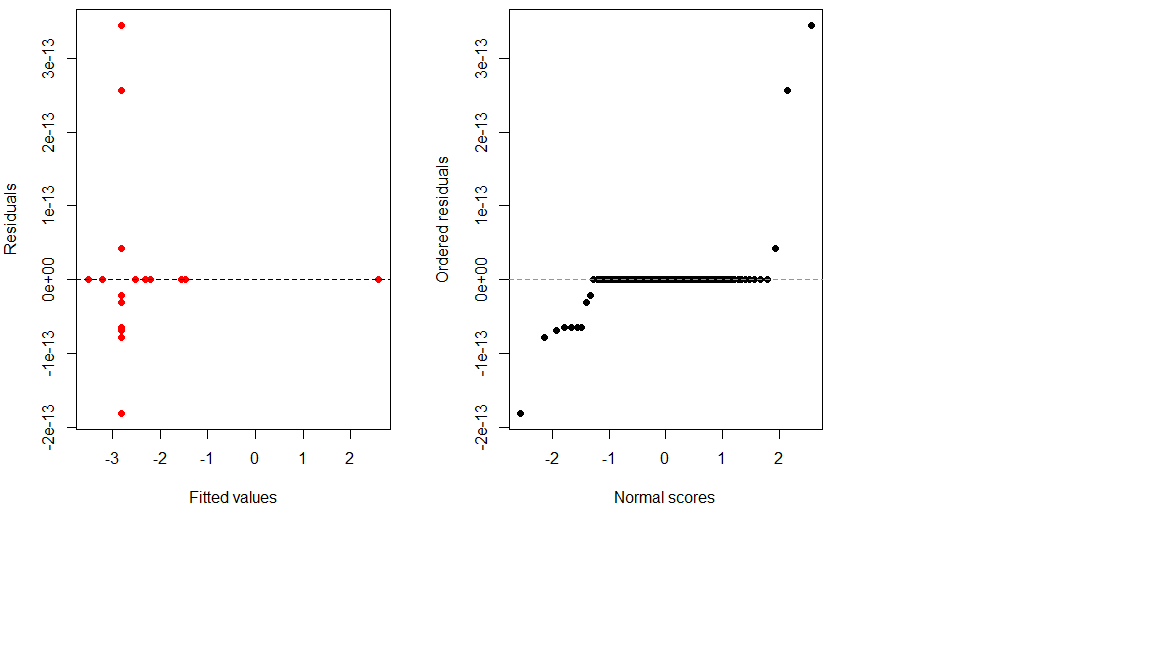 Residuals
3e-13
2e-13
1e-13
0e+00
-1e-13
-2e-13
-3 -2 -1 0 1 2
Fitted values
Ordered residuals
3e-13
2e-13
1e-13
0e+00
-1e-13
-2e-13
-2 -1 0 1 2
Normal scores